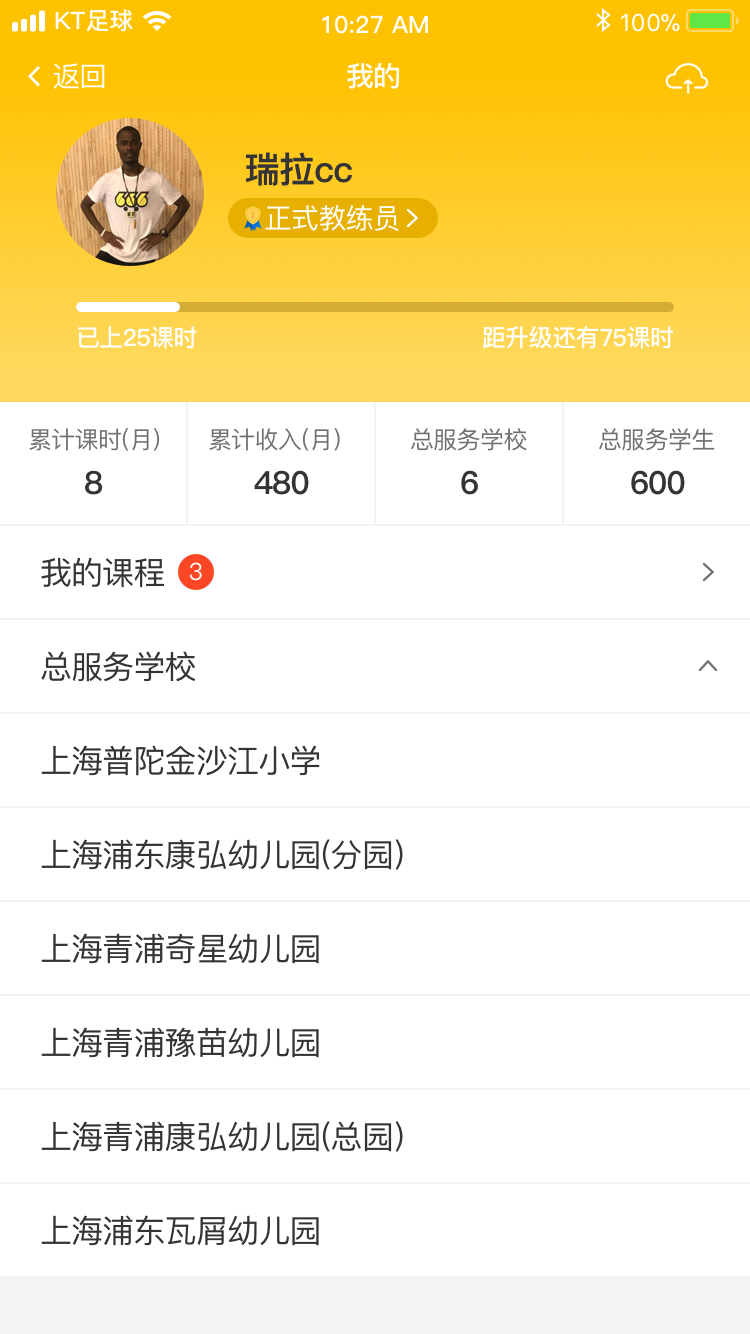 KT足球
10:27 AM
100%
返回
我的
瑞拉cc
正式教练员
已上25课时
距升级还有75课时
累计课时(月)
8
累计收入(月)
480
总服务学校
6
总服务学生
600
我的课程 3
总服务学校
上海普陀金沙江小学
上海浦东康弘幼儿园(分园)
上海青浦奇星幼儿园
上海青浦豫苗幼儿园
上海青浦康弘幼儿园(总园)
上海浦东瓦屑幼儿园